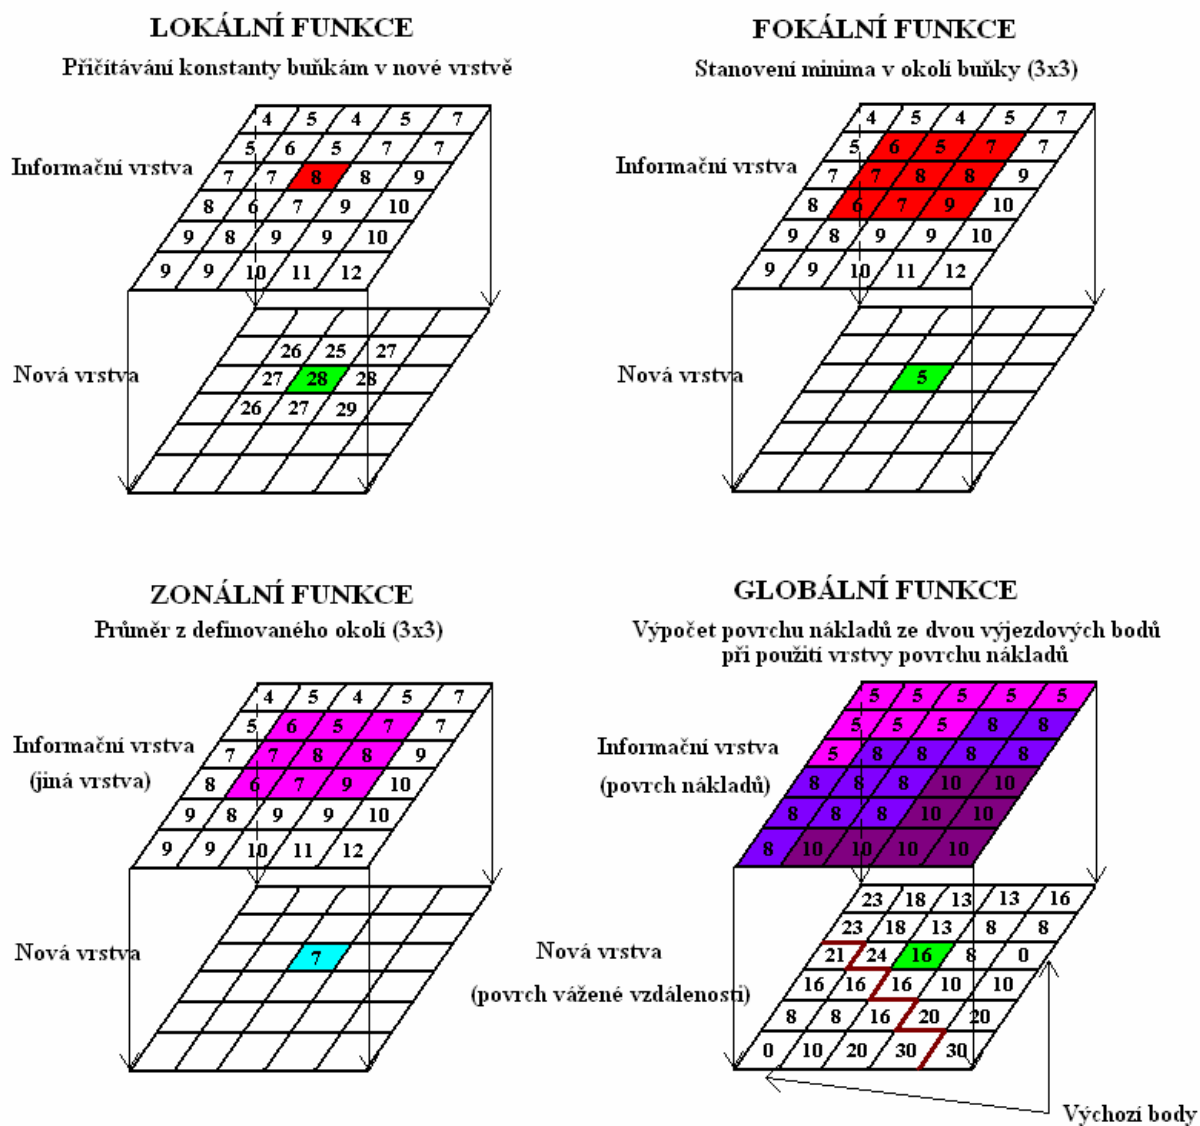 LOKÁLNÍ FUNKCE
Přičítávání konstanty buňkám v nové vrstvě
4 5 4 5 7
5 6 5 7 7
Informační vrstva
7 7 8 8 9
8 6 7 9 10
9 8 9 9 10
9 9 10 11 12
26 25 27
Nová vrstva
27 28 28
26 27 29
FOKÁLNÍ FUNKCE
Stanovení minima v okolí buňky (3x3)
4 5 4 5 7
5 6 5 7 7
Informační vrstva
7 7 8 8 9
8 6 7 9 10
9 8 9 9 10
9 9 10 11 12
Nová vrstva
5
ZONÁLNÍ FUNKCE
Průměr z definovaného okolí (3x3)
4 5 4 5 7
5 6 5 7 7
Informační vrstva
(jiná vrstva)
7 7 8 8 9
8 6 7 9 10
9 8 9 9 10
9 9 10 11 12
Nová vrstva
7
GLOBÁLNÍ FUNKCE
Výpočet povrchu nákladů ze dvou výjezdových bodů
při použití vrstvy povrchu nákladů
5 5 5 5 5
5 5 5 8 8
Informační vrstva
(povrch nákladů)
5 8 8 8 8
8 8 8 10 10
8 8 8 10 10
8 10 10 10 10
23 18 13 13 16
23 18 13 8 8
Nová vrstva
(povrch vážené vzdálenosti)
21 24 16 8 0
16 16 16 10 10
8 8 16 20 20
0 10 20 30 30
Výchozí body